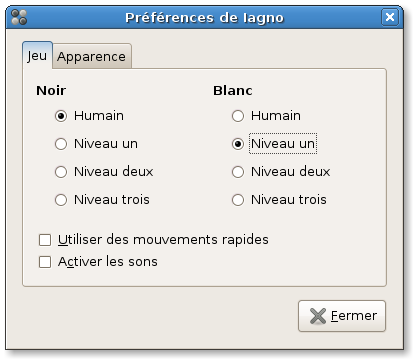 Préférences de Iagno
Jeu Apparence
Noir Blanc
Humain Humain
Niveau un Niveau un
Niveau deux Niveau deux
Niveau trois Niveau trois
Utiliser des mouvements rapides
Activer les sons
Fermer